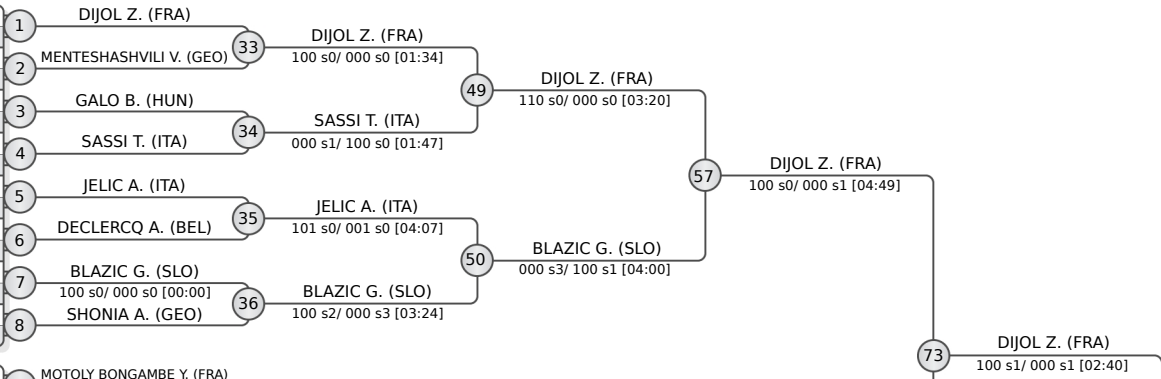 DIJOL Z. (FRA)
1
MENTESHASHVILI V. (GEO)
2
33
DIJOL Z. (FRA)
100 s0/ 000 s0 [01:34]
GALO B. (HUN)
3
SASSI T. (ITA)
4
34
SASSI T. (ITA)
000 s1/ 100 s0 [01:47]
49
DIJOL Z. (FRA)
110 s0/ 000 s0 [03:20]
JELIC A. (ITA)
5
DECLERCQ A. (BEL)
6
35
JELIC A. (ITA)
101 s0/ 001 s0 [04:07]
BLAZIC G. (SLO)
7
100 s0/ 000 s0 [00:00]
SHONIA A. (GEO)
8
36
BLAZIC G. (SLO)
100 s2/ 000 s3 [03:24]
50
BLAZIC G. (SLO)
000 s3/ 100 s1 [04:00]
57
DIJOL Z. (FRA)
100 s0/ 000 s1 [04:49]
73
DIJOL Z. (FRA)
100 s1/ 000 s1 [02:40]
MOTOLY BONGAMBE Y. (FRA)